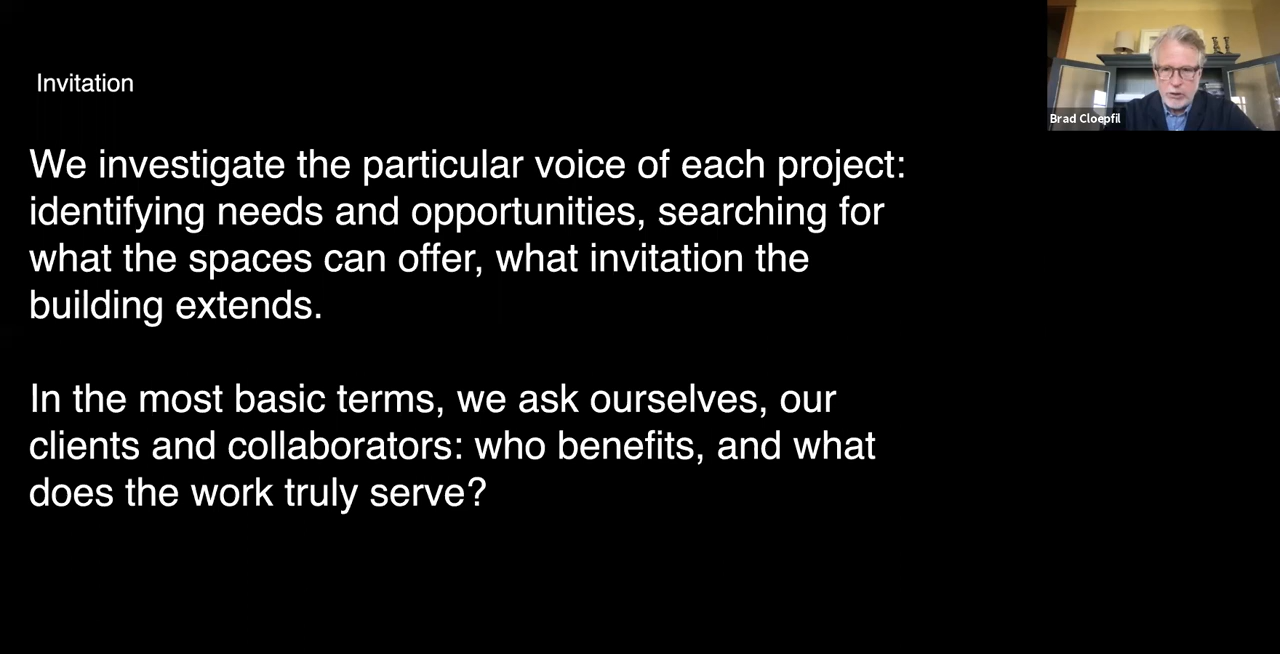 Invitation
Brad Cloepfil
We investigate the particular voice of each project:
identifying needs and opportunities, searching for
what the spaces can offer, what invitation the
building extends.
In the most basic terms, we ask ourselves, our
clients and collaborators: who benefits, and what
does the work truly serve?